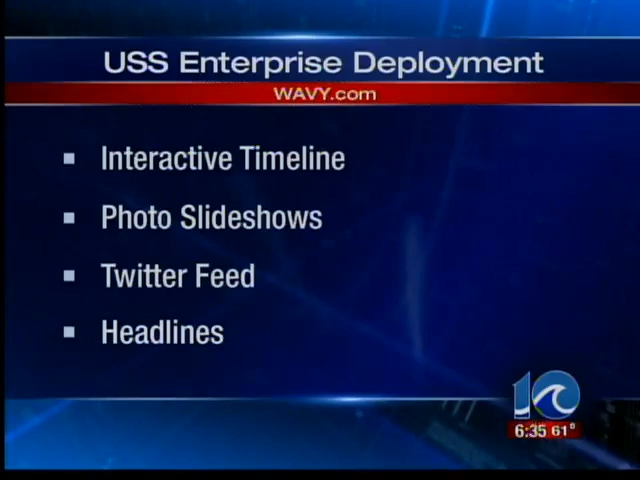 USS Enterprise Deployment
WAVY.com
Interactive Timeline
Photo Slideshows
Twitter Feed
Headlines
10
6:35 61°